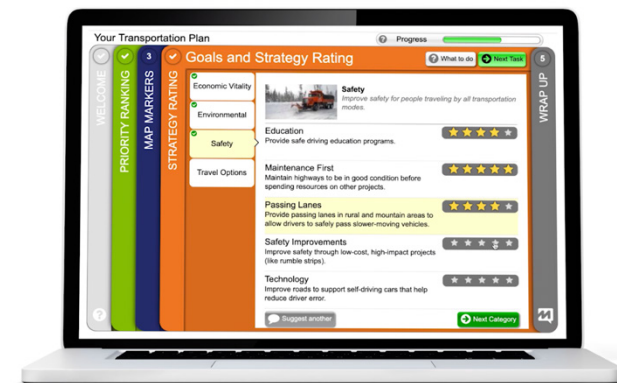 Your Transportation Plan
Progress
WELCOME
PRIORITY RANKING
3
MAP MARKERS
STRATEGY RATING
Goals and Strategy Rating
What to do
Next Task
5
WRAP UP
Economic Vitality
Environmental
Safety
Travel Options
Safety
Improve safety for people traveling by all transportation
modes.
Education
Provide safe driving education programs.
Maintenance First
Maintain highways to be in good condition before
spending resources on other projects.
Passing Lanes
Provide passing lanes in rural and mountain areas to
allow drivers to safely pass slower-moving vehicles.
Safety Improvements
Improve safety through low-cost, high-impact projects
(like rumble strips).
Technology
Improve roads to support self-driving cars that help
reduce driver error.
Suggest another
Next Category